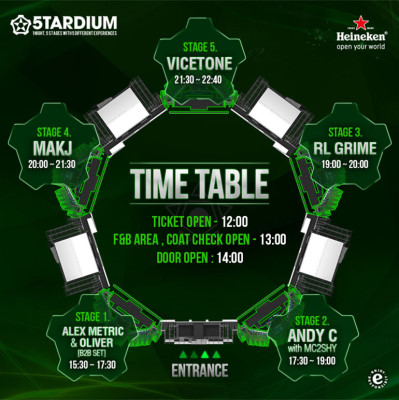 5TARDIUM
1NIGHT, 5 STAGES WITH 5 DIFFERENT EXPERIENCES
Heineken
open your world
STAGE 5.
VICETONE
21:30 ~ 22:40
STAGE 4.
MAKJ
20:00 ~ 21:30
STAGE 3.
RL GRIME
19:00 ~ 20:00
TIME TABLE
TICKET OPEN - 12:00
F&B AREA , COAT CHECK OPEN - 13:00
DOOR OPEN : 14:00
STAGE 1.
ALEX METRIC
& OLIVER
(B2B SET)
15:30 ~ 17:30
STAGE 2.
ANDY C
with MC2SHY
17:30 ~ 19:00
ENTRANCE